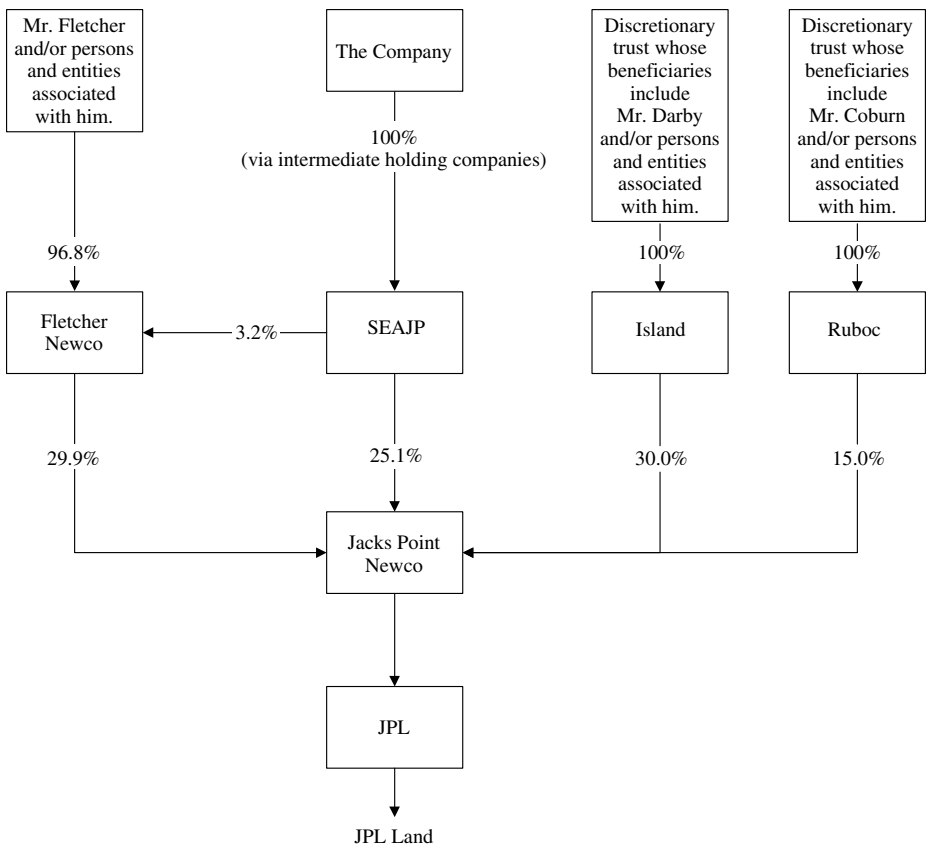 Mr. Fletcher
and/or persons
and entities
associated
with him.
The Company
Discretionary
trust whose
beneficiaries
include
Mr. Darby
and/or persons
and entities
associated
with him.
Discretionary
trust whose
beneficiaries
include
Mr. Coburn
and/or persons
and entities
associated
with him.
100%
(via intermediate holding companies)
96.8%
100%
100%
Fletcher
Newco
3.2%
SEAJP
Island
Ruboc
29.9%
25.1%
30.0%
15.0%
Jacks Point
Newco
JPL
JPL Land